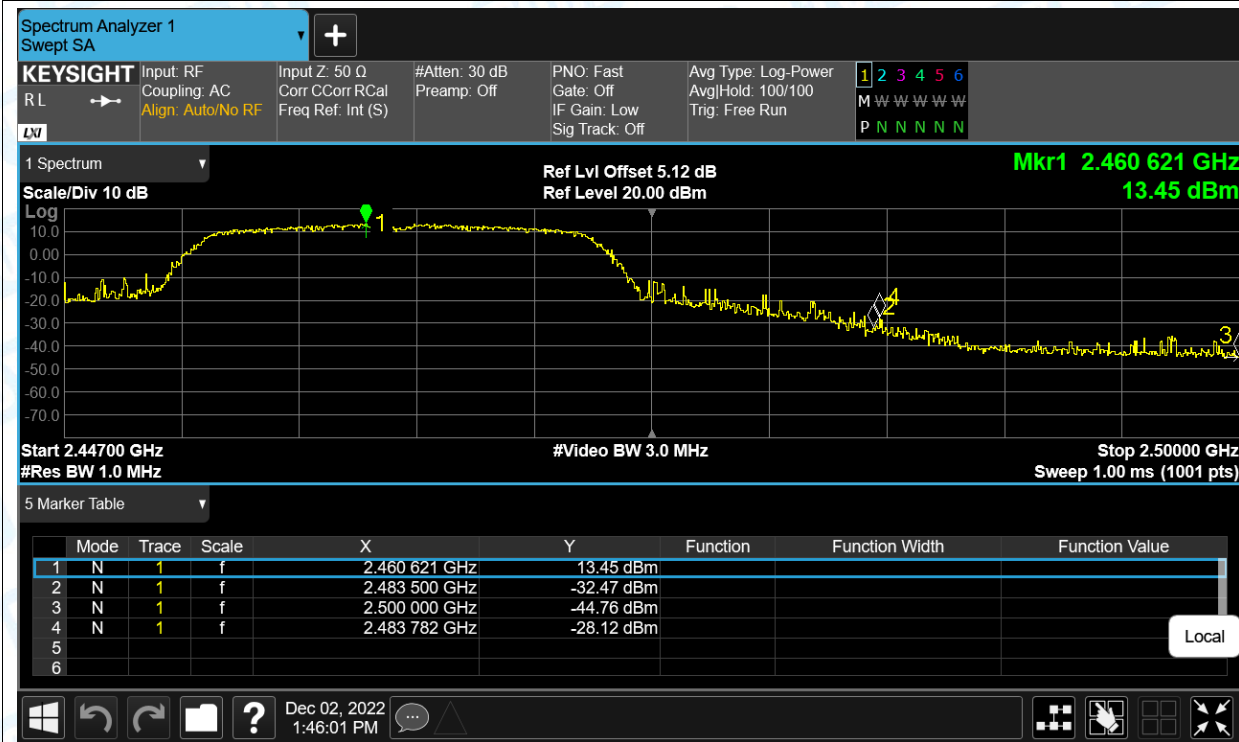 Spectrum Analyzer 1
Swept SA
KEYSIGHT
R L
LXI
Input: RF
Coupling: AC
Align: Auto/No RF
Input Z: 50 Ω
Corr CCorr RCal
Freq Ref: Int (S)
#Atten: 30 dB
Preamp: Off
PNO: Fast
Gate: Off
IF Gain: Low
Sig Track: Off
Avg Type: Log-Power
Avg|Hold: 100/100
Trig: Free Run
1 2 3 4 5 6
M W W W W W
P N N N N N
1 Spectrum
Scale/Div 10 dB
Ref Lvl Offset 5.12 dB
Ref Level 20.00 dBm
Mkr1 2.460 621 GHz
13.45 dBm
Log
10.0
0.00
-10.0
-20.0
-30.0
-40.0
-50.0
-60.0
-70.0
1
4
2
3
Start 2.44700 GHz
#Video BW 3.0 MHz
Stop 2.50000 GHz
#Res BW 1.0 MHz
Sweep 1.00 ms (1001 pts)
5 Marker Table
Mode Trace Scale X Y Function Function Width Function Value
1 N 1 f 2.460 621 GHz 13.45 dBm
2 N 1 f 2.483 500 GHz -32.47 dBm
3 N 1 f 2.500 000 GHz -44.76 dBm
4 N 1 f 2.483 782 GHz -28.12 dBm
5
6
Local
?
Dec 02, 2022
1:46:01 PM